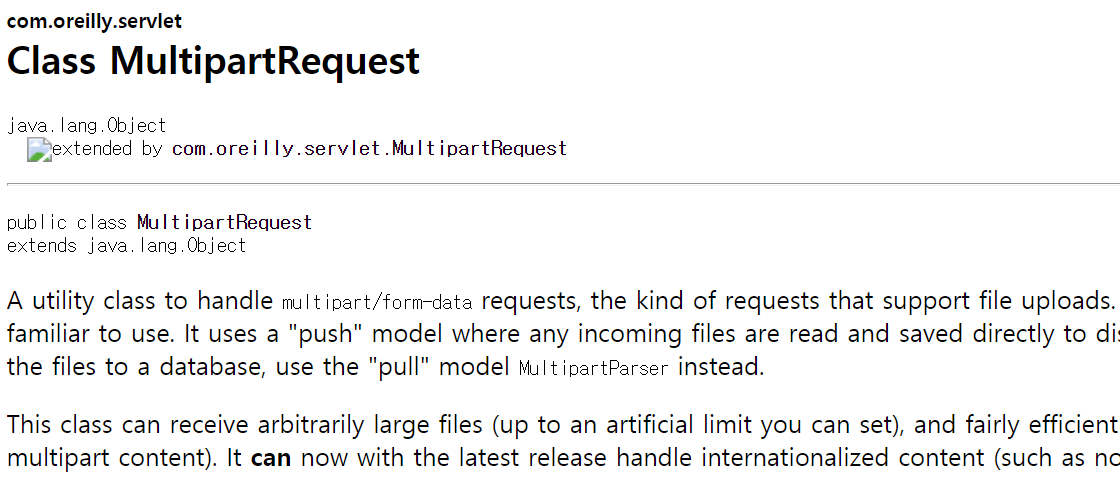 com.oreilly.servlet
Class MultipartRequest
java.lang.Object
extended by com.oreilly.servlet.MultipartRequest
public class MultipartRequest
extends java.lang.Object
A utility class to handle multipart/form-data requests, the kind of requests that support file uploads.
familiar to use. It uses a "push" model where any incoming files are read and saved directly to
the files to a database, use the "pull" model MultipartParser instead.
This class can receive arbitrarily large files (up to an artificial limit you can set), and fairly efficient
multipart content). It can now with the latest release handle internationalized content (such as